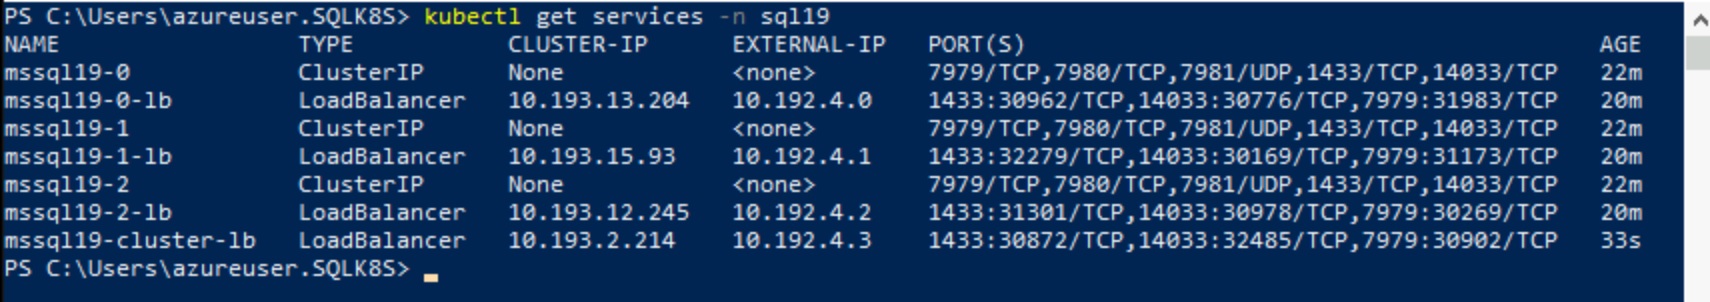 PS C:\Users\azureuser.SQLK8S> kubectl get services -n sql19
NAME TYPE CLUSTER-IP EXTERNAL-IP PORT(S) AGE
mssql19-0 ClusterIP None <none> 7979/TCP,7980/TCP,7981/UDP,1433/TCP,14033/TCP 22m
mssql19-0-lb LoadBalancer 10.193.13.204 10.192.4.0 1433:30962/TCP,14033:30776/TCP,7979:31983/TCP 20m
mssql19-1 ClusterIP None <none> 7979/TCP,7980/TCP,7981/UDP,1433/TCP,14033/TCP 22m
mssql19-1-lb LoadBalancer 10.193.15.93 10.192.4.1 1433:32279/TCP,14033:30169/TCP,7979:31173/TCP 20m
mssql19-2 ClusterIP None <none> 7979/TCP,7980/TCP,7981/UDP,1433/TCP,14033/TCP 22m
mssql19-2-lb LoadBalancer 10.193.12.245 10.192.4.2 1433:31301/TCP,14033:30978/TCP,7979:30269/TCP 20m
mssql19-cluster-lb LoadBalancer 10.193.2.214 10.192.4.3 1433:30872/TCP,14033:32485/TCP,7979:30902/TCP 33s
PS C:\Users\azureuser.SQLK8S>